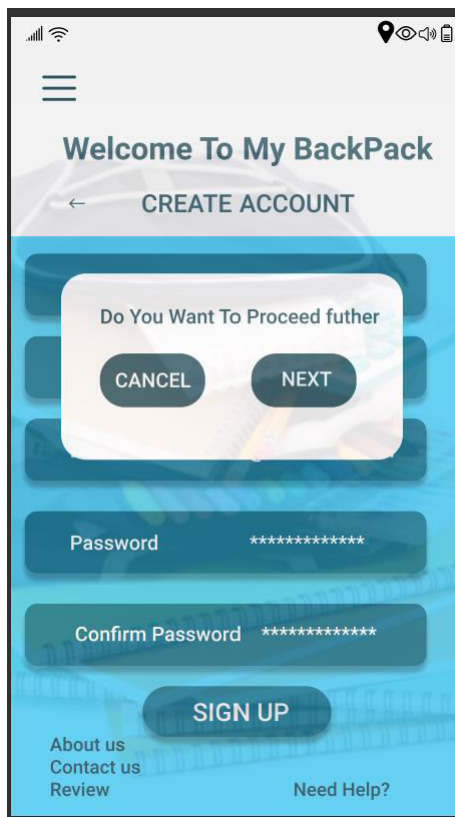 Welcome To My BackPack
← CREATE ACCOUNT
Do You Want To Proceed futher
CANCEL NEXT
Password *************
Confirm Password *************
SIGN UP
About us
Contact us
Review Need Help?